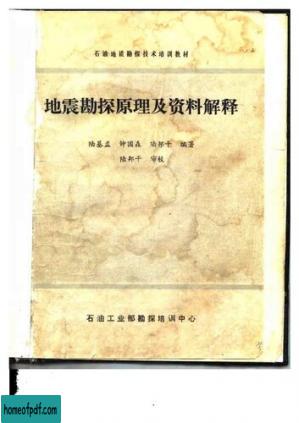 石油地质勘探技术培训教材
地震勘探原理及资料解释
陆基孟 钟国森 陆邦干 编著
陆邦干 审校
石油工业部勘探培训中心
homeofpdf.com